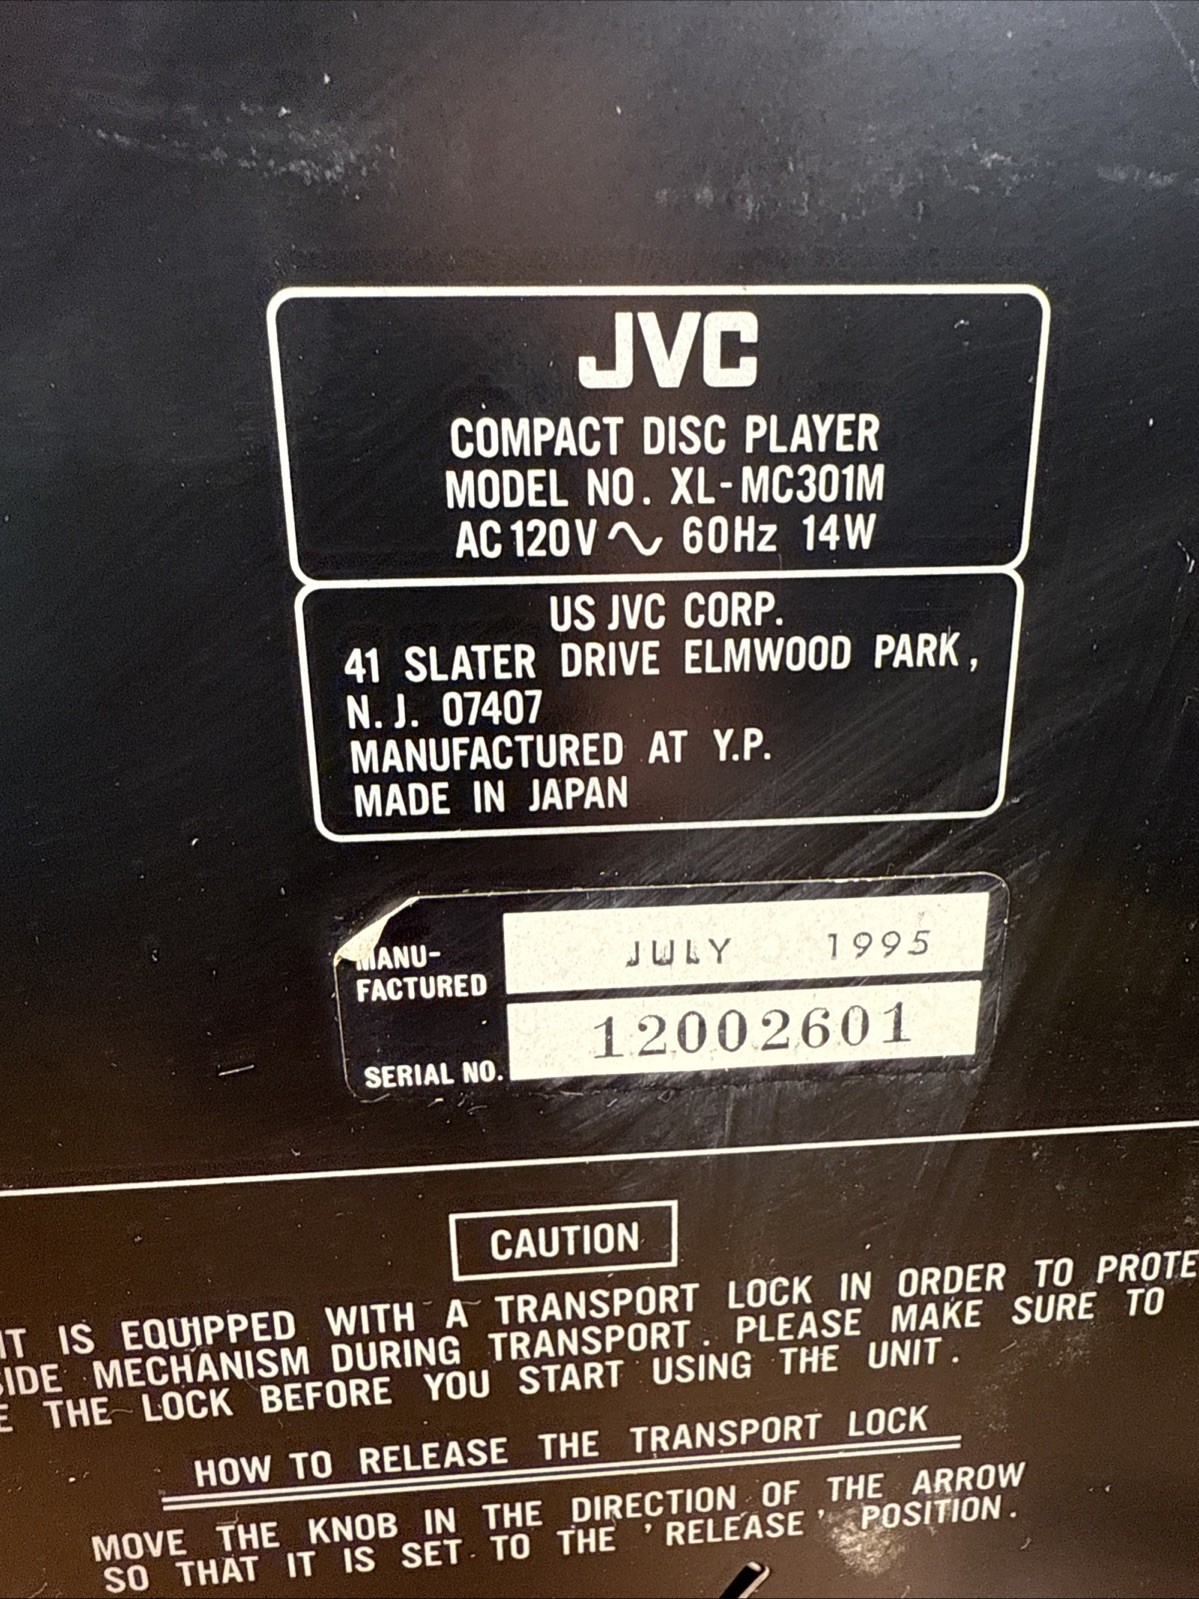 JVC
COMPACT DISC PLAYER
MODEL NO. XL-MC301M
AC 120V ∿ 60Hz 14W
US JVC CORP.
41 SLATER DRIVE ELMWOOD PARK,
N.J. 07407
MANUFACTURED AT Y.P.
MADE IN JAPAN
MANU-
FACTURED
JULY 1995
SERIAL NO.
12002601
CAUTION
IT IS EQUIPPED WITH A TRANSPORT LOCK IN ORDER TO PROTE
SIDE MECHANISM DURING TRANSPORT. PLEASE MAKE SURE TO
E THE LOCK BEFORE YOU START USING THE UNIT.
HOW TO RELEASE THE TRANSPORT LOCK
MOVE THE KNOB IN THE DIRECTION OF THE ARROW
SO THAT IT IS SET TO THE 'RELEASE' POSITION.